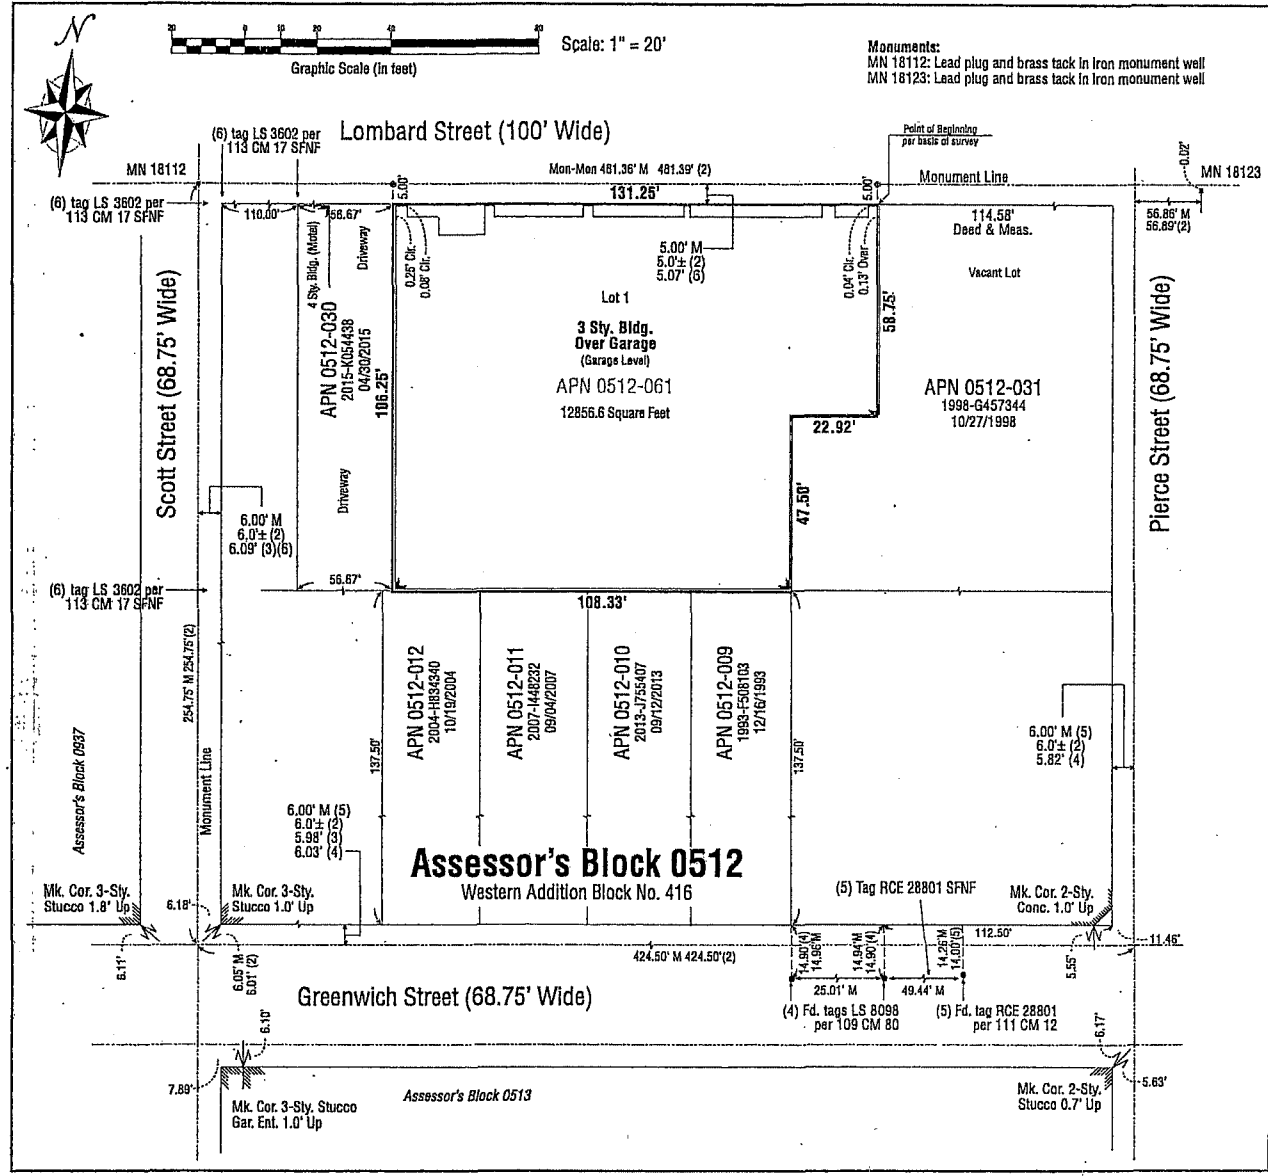 N
20 0 10 20 40 80
Scale: 1" = 20'
Graphic Scale (in feet)
Monuments:
MN 18112: Lead plug and brass tack in iron monument well
MN 18123: Lead plug and brass tack in iron monument well
(6) tag LS 3602 per
113 CM 17 SFNF
Lombard Street (100' Wide)
Point of Beginning
per basis of survey
MN 18112
Mon-Mon 481.36' M 481.39' (2)
Monument Line
0.02'
MN 18123
(6) tag LS 3602 per
113 CM 17 SFNF
5.00'
131.25'
5.00'
110.00'
56.67'
114.58'
Deed & Meas.
56.86' M
56.89'(2)
4 Sty. Bldg. (Motel)
Driveway
0.26' Clr.
0.08' Clr.
5.00' M
5.0'± (2)
5.07' (6)
0.04' Clr.
0.13' Over
Vacant Lot
Scott Street (68.75' Wide)
Lot 1
58.75'
Pierce Street (68.75' Wide)
3 Sty. Bldg.
Over Garage
(Garage Level)
APN 0512-061
12856.6 Square Feet
APN 0512-030
2015-K054438
04/30/2015
106.25'
APN 0512-031
1998-G457344
10/27/1998
22.92'
Driveway
47.50'
6.00' M
6.0'± (2)
6.09' (3)(6)
(6) tag LS 3602 per
113 CM 17 SFNF
56.67'
108.33'
254.75' M 254.75'(2)
APN 0512-012
2004-H834340
10/19/2004
APN 0512-011
2007-I448232
09/04/2007
APN 0512-010
2013-J755407
09/12/2013
APN 0512-009
1993-F508103
12/16/1993
137.50'
137.50'
6.00' M (5)
6.0'± (2)
5.82' (4)
Assessor's Block 0937
Monument Line
6.00' M (5)
6.0'± (2)
5.98' (3)
6.03' (4)
Assessor's Block 0512
Western Addition Block No. 416
Mk. Cor. 3-Sty.
Stucco 1.8' Up
6.18'
Mk. Cor. 3-Sty.
Stucco 1.0' Up
(5) Tag RCE 28801 SFNF
Mk. Cor. 2-Sty.
Conc. 1.0' Up
112.50'
11.46'
6.11'
6.05' M
6.01' (2)
424.50' M 424.50'(2)
14.90'(4)
14.96'M
14.94'M
14.90'(4)
14.26'M
14.00'(5)
5.55'
Greenwich Street (68.75' Wide)
25.01' M
49.44' M
(4) Fd. tags LS 8098
per 109 CM 80
(5) Fd. tag RCE 28801
per 111 CM 12
6.10'
6.17'
7.89'
5.63'
Mk. Cor. 3-Sty. Stucco
Gar. Ent. 1.0' Up
Assessor's Block 0513
Mk. Cor. 2-Sty.
Stucco 0.7' Up